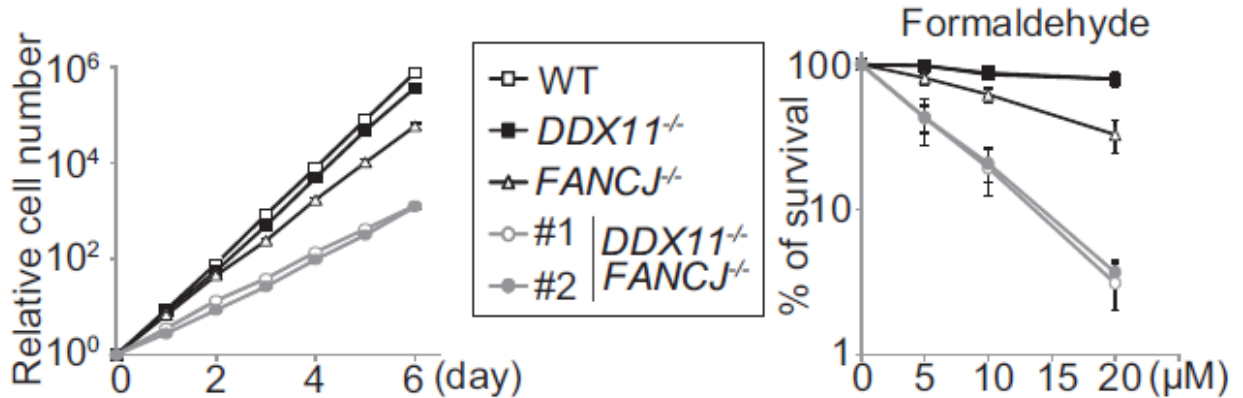 Relative cell number
10⁶
10⁴
10²
10⁰
0 2 4 6 (day)
WT
DDX11-/-
FANCJ-/-
#1
#2
DDX11-/-
FANCJ-/-
Formaldehyde
% of survival
100
10
1
0 5 10 15 20 (μM)